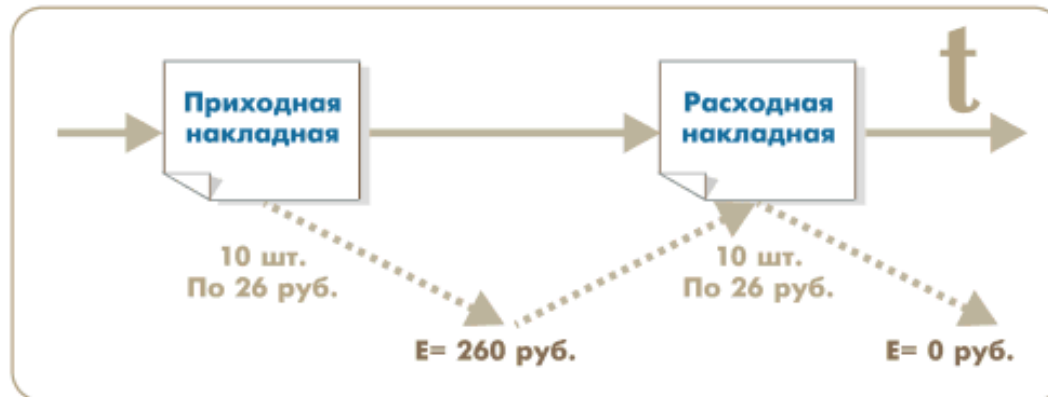 t
Приходная
накладная
Расходная
накладная
10 шт.
По 26 руб.
10 шт.
По 26 руб.
E= 260 руб.
E= 0 руб.